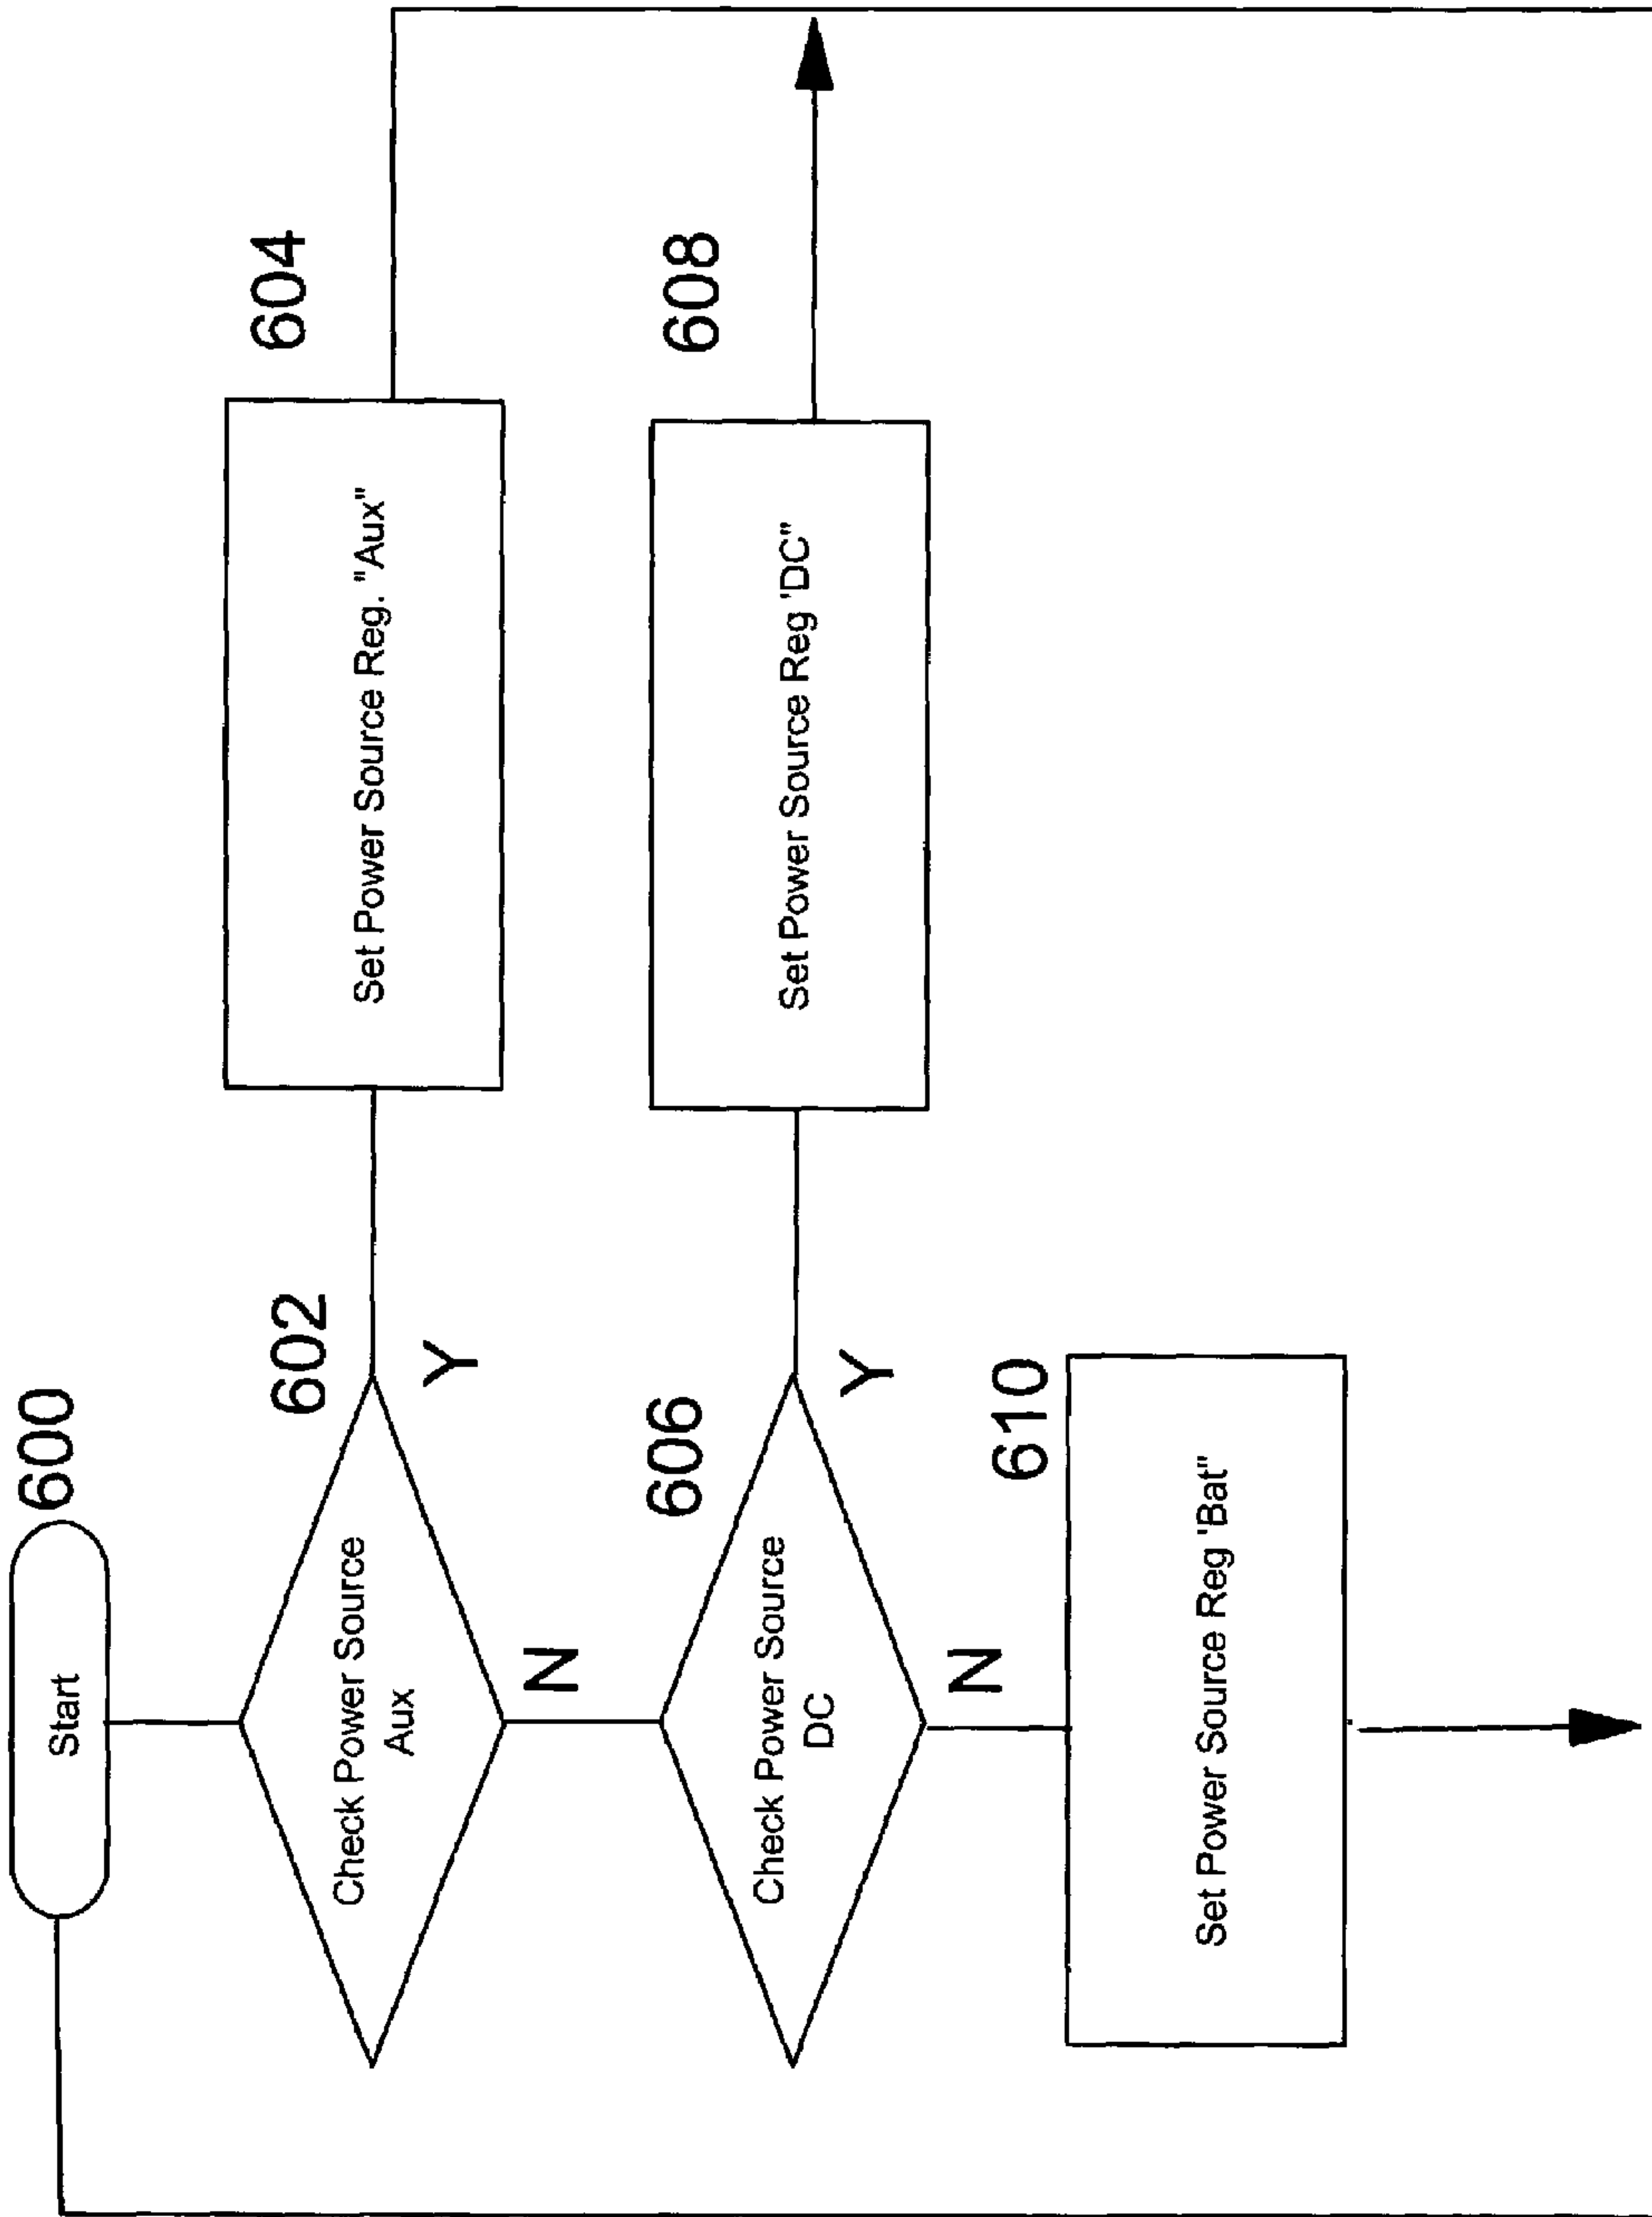 Start
600
Check Power Source
Aux
602
Y
N
Set Power Source Reg. "Aux"
604
Check Power Source
DC
606
Y
N
Set Power Source Reg 'DC"
608
Set Power Source Reg 'Bat"
610